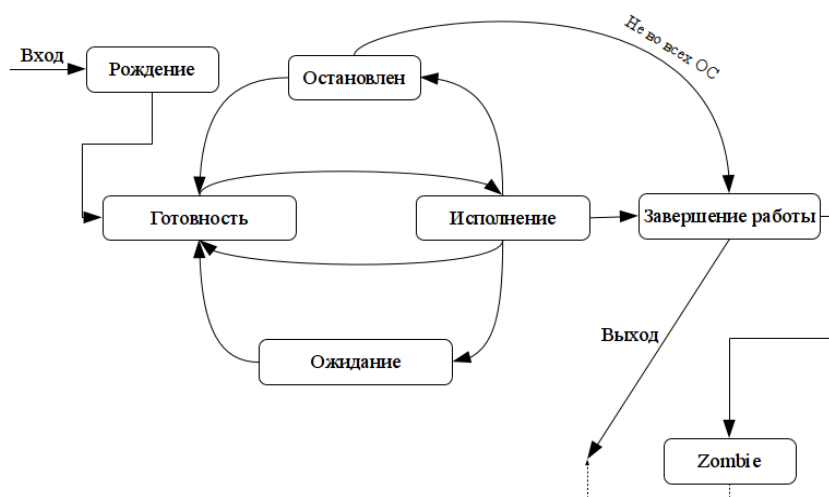 Вход
Рождение
Остановлен
Не во всех ОС
Готовность
Исполнение
Завершение работы
Ожидание
Выход
Zombie